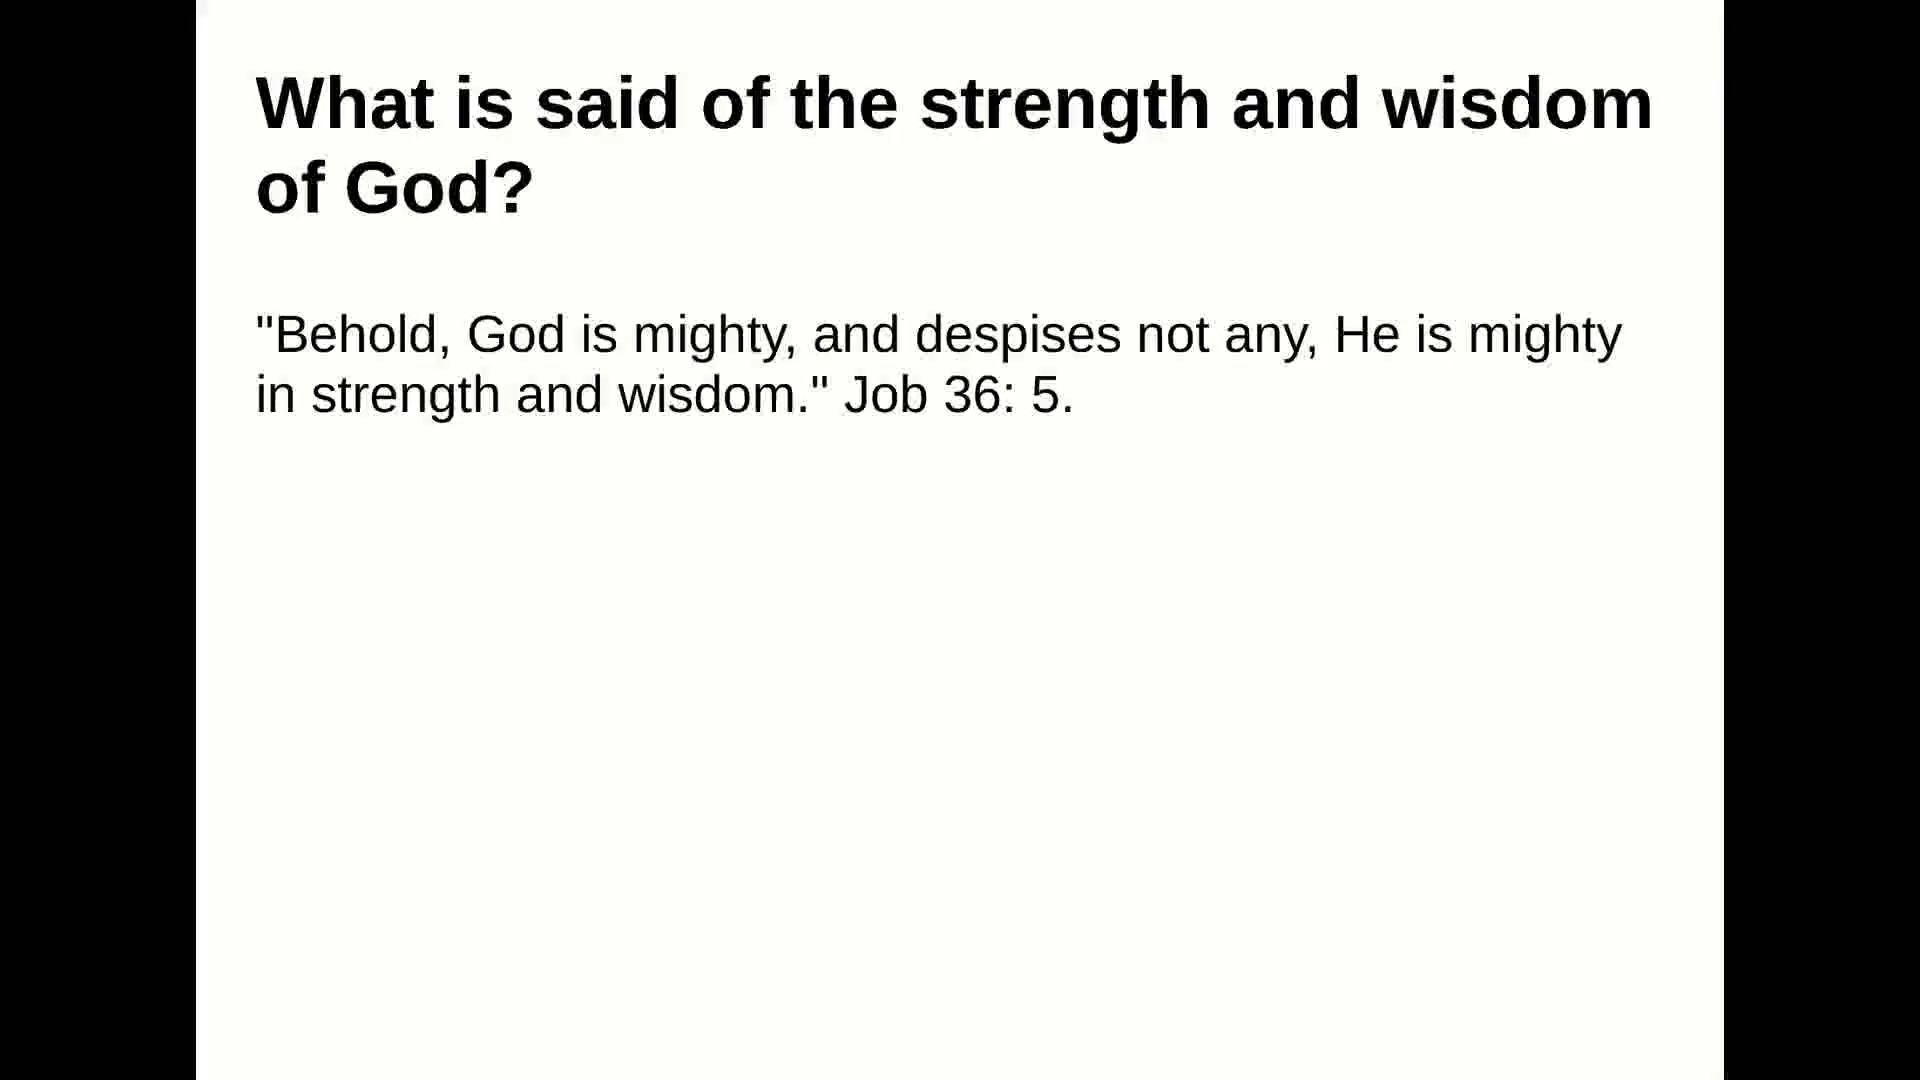 What is said of the strength and wisdom
of God?
"Behold, God is mighty, and despises not any, He is mighty
in strength and wisdom." Job 36: 5.